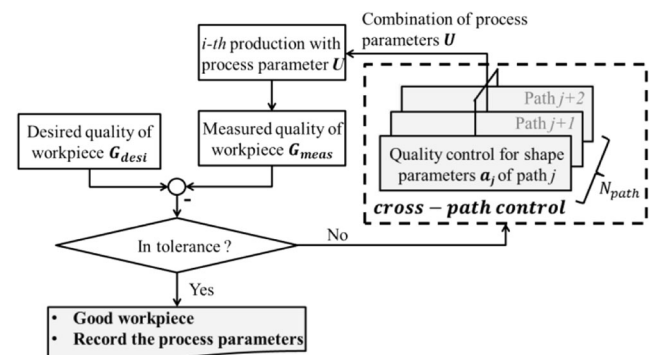 Combination of process
parameters U
i-th production with
process parameter U
Path j+2
Path j+1
Desired quality of
workpiece G_desi
Measured quality of
workpiece G_meas
Quality control for shape
parameters a_j of path j
N_path
cross − path control
-
In tolerance ?
No
Yes
• Good workpiece
• Record the process parameters